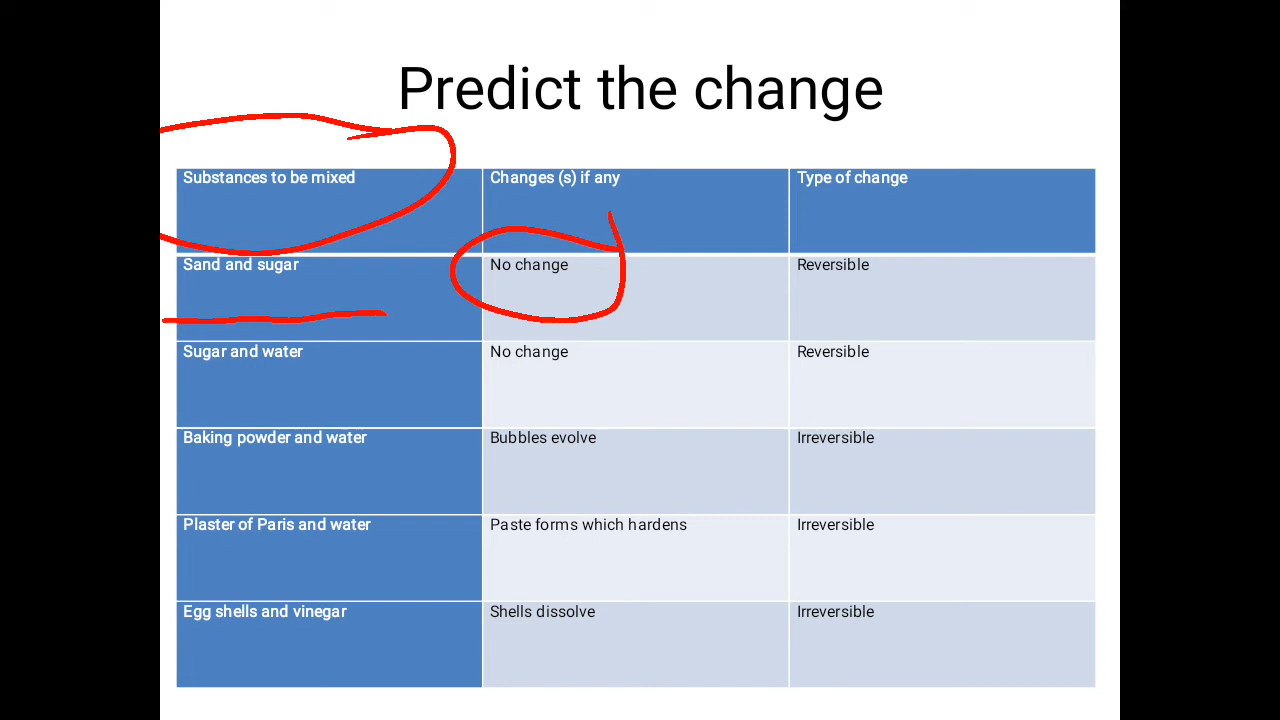 Predict the change
Substances to be mixed
Changes (s) if any
Type of change
Sand and sugar
No change
Reversible
Sugar and water
No change
Reversible
Baking powder and water
Bubbles evolve
Irreversible
Plaster of Paris and water
Paste forms which hardens
Irreversible
Egg shells and vinegar
Shells dissolve
Irreversible